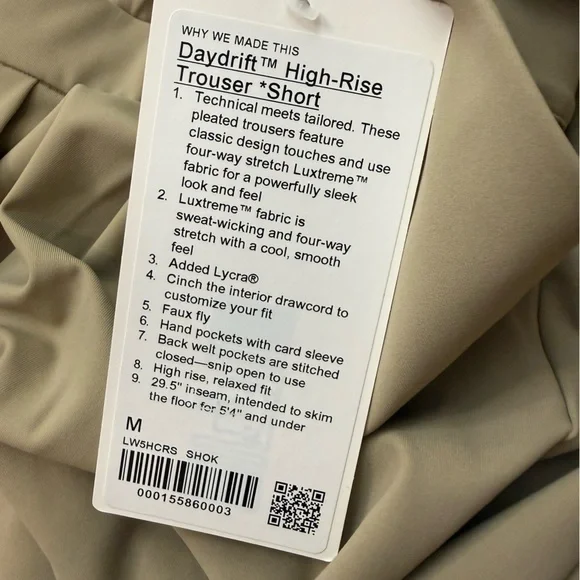 WHY WE MADE THIS
Daydrift™ High-Rise
Trouser *Short
1. Technical meets tailored. These
pleated trousers feature
classic design touches and use
four-way stretch Luxtreme™
fabric for a powerfully sleek
look and feel
2. Luxtreme™ fabric is
sweat-wicking and four-way
stretch with a cool, smooth
feel
3. Added Lycra®
4. Cinch the interior drawcord to
customize your fit
5. Faux fly
6. Hand pockets with card sleeve
7. Back welt pockets are stitched
closed—snip open to use
8. High rise, relaxed fit
9. 29.5" inseam, intended to skim
the floor for 5'4" and under
M
LW5HCRS SHOK
000155860003